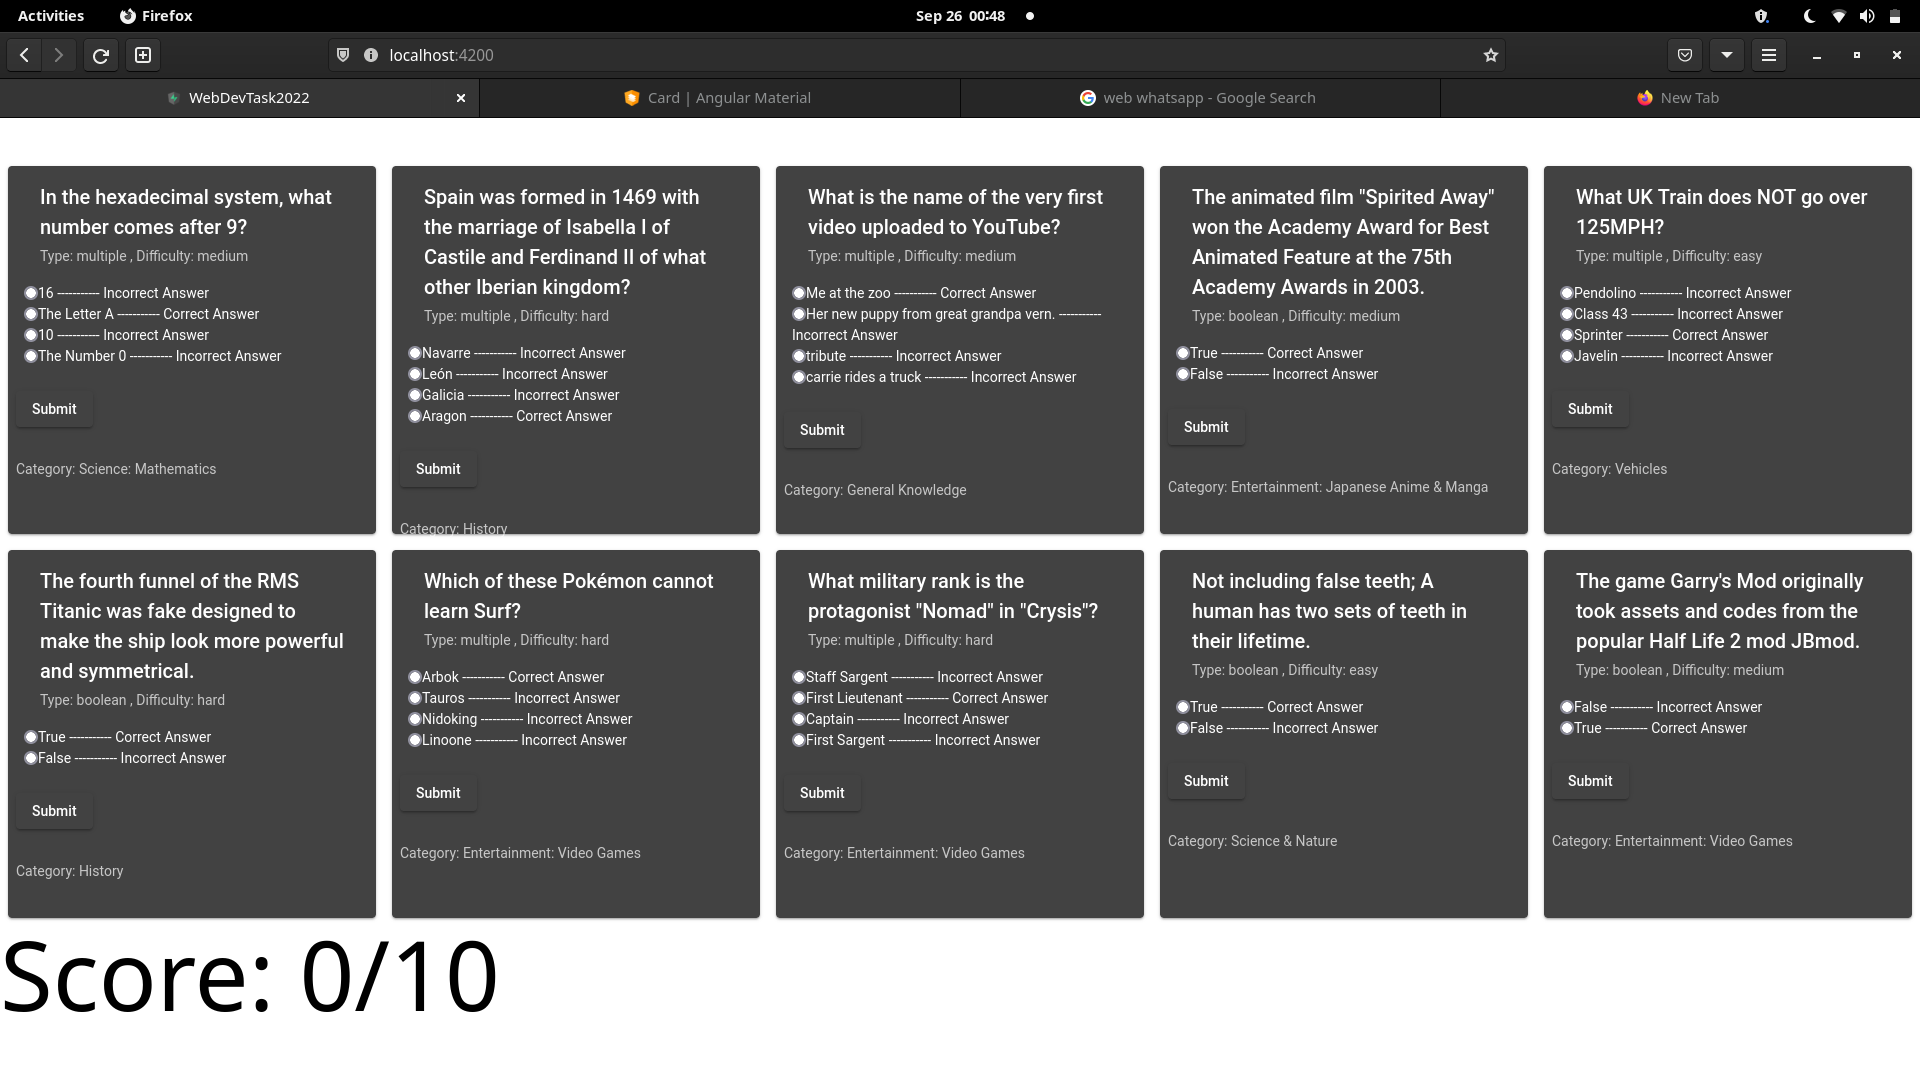 Activities Firefox Sep 26 00:48
localhost:4200
WebDevTask2022 Card | Angular Material web whatsapp - Google Search New Tab
In the hexadecimal system, what
number comes after 9?
Type: multiple , Difficulty: medium
16 ----------- Incorrect Answer
The Letter A ----------- Correct Answer
10 ----------- Incorrect Answer
The Number 0 ----------- Incorrect Answer
Submit
Category: Science: Mathematics
Spain was formed in 1469 with
the marriage of Isabella I of
Castile and Ferdinand II of what
other Iberian kingdom?
Type: multiple , Difficulty: hard
Navarre ----------- Incorrect Answer
León ----------- Incorrect Answer
Galicia ----------- Incorrect Answer
Aragon ----------- Correct Answer
Submit
Category: History
What is the name of the very first
video uploaded to YouTube?
Type: multiple , Difficulty: medium
Me at the zoo ----------- Correct Answer
Her new puppy from great grandpa vern. -----------
Incorrect Answer
tribute ----------- Incorrect Answer
carrie rides a truck ----------- Incorrect Answer
Submit
Category: General Knowledge
The animated film "Spirited Away"
won the Academy Award for Best
Animated Feature at the 75th
Academy Awards in 2003.
Type: boolean , Difficulty: medium
True ----------- Correct Answer
False ----------- Incorrect Answer
Submit
Category: Entertainment: Japanese Anime & Manga
What UK Train does NOT go over
125MPH?
Type: multiple , Difficulty: easy
Pendolino ----------- Incorrect Answer
Class 43 ----------- Incorrect Answer
Sprinter ----------- Correct Answer
Javelin ----------- Incorrect Answer
Submit
Category: Vehicles
The fourth funnel of the RMS
Titanic was fake designed to
make the ship look more powerful
and symmetrical.
Type: boolean , Difficulty: hard
True ----------- Correct Answer
False ----------- Incorrect Answer
Submit
Category: History
Which of these Pokémon cannot
learn Surf?
Type: multiple , Difficulty: hard
Arbok ----------- Correct Answer
Tauros ----------- Incorrect Answer
Nidoking ----------- Incorrect Answer
Linoone ----------- Incorrect Answer
Submit
Category: Entertainment: Video Games
What military rank is the
protagonist "Nomad" in "Crysis"?
Type: multiple , Difficulty: hard
Staff Sargent ----------- Incorrect Answer
First Lieutenant ----------- Correct Answer
Captain ----------- Incorrect Answer
First Sargent ----------- Incorrect Answer
Submit
Category: Entertainment: Video Games
Not including false teeth; A
human has two sets of teeth in
their lifetime.
Type: boolean , Difficulty: easy
True ----------- Correct Answer
False ----------- Incorrect Answer
Submit
Category: Science & Nature
The game Garry's Mod originally
took assets and codes from the
popular Half Life 2 mod JBmod.
Type: boolean , Difficulty: medium
False ----------- Incorrect Answer
True ----------- Correct Answer
Submit
Category: Entertainment: Video Games
Score: 0/10